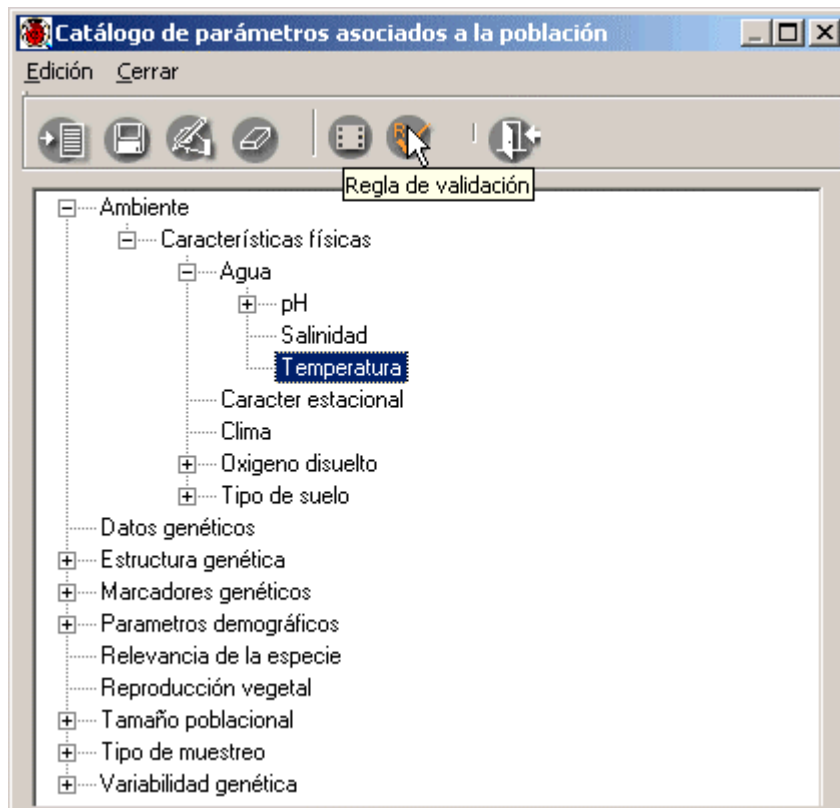 Catálogo de parámetros asociados a la población
Edición Cerrar
R
Regla de validación
Ambiente
Características físicas
Agua
pH
Salinidad
Temperatura
Caracter estacional
Clima
Oxigeno disuelto
Tipo de suelo
Datos genéticos
Estructura genética
Marcadores genéticos
Parametros demográficos
Relevancia de la especie
Reproducción vegetal
Tamaño poblacional
Tipo de muestreo
Variabilidad genética